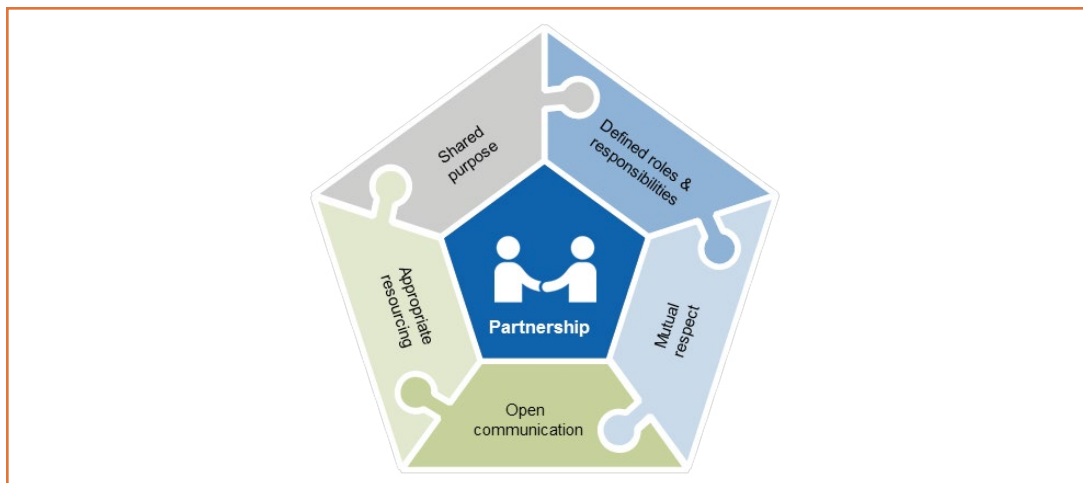 Shared
purpose
Defined roles &
responsibilities
Mutual
respect
Open
communication
Appropriate
resourcing
Partnership